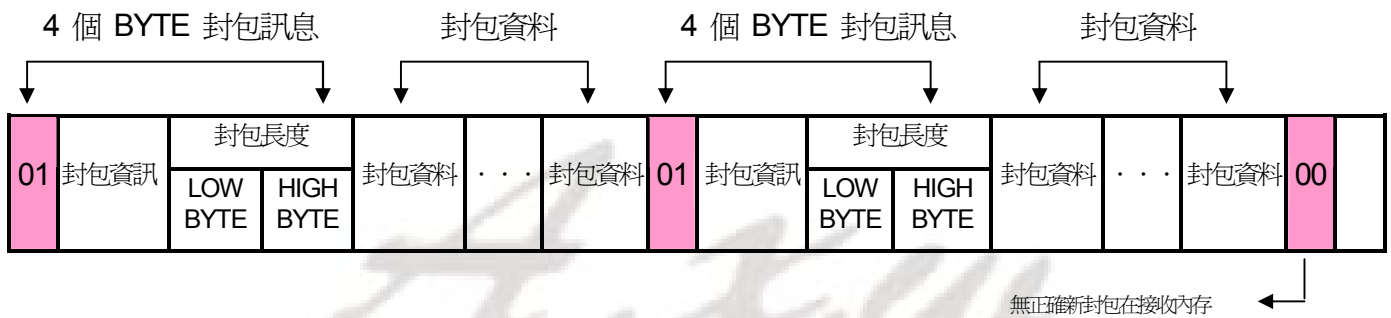 4 個 BYTE 封包訊息 封包資料 4 個 BYTE 封包訊息 封包資料
01 封包資訊 封包長度 LOW BYTE HIGH BYTE 封包資料 · · · 封包資料 01 封包資訊 封包長度 LOW BYTE HIGH BYTE 封包資料 · · · 封包資料 00
無正確新封包在接收內存